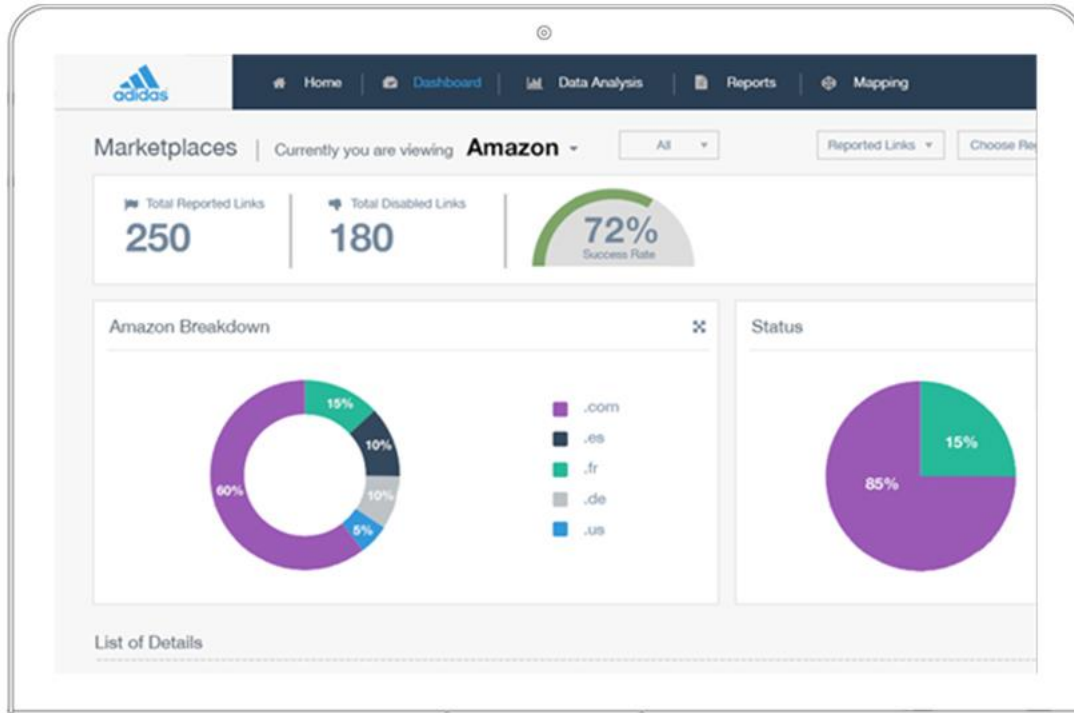 adidas
Home
Dashboard
Data Analysis
Reports
Mapping
Marketplaces | Currently you are viewing Amazon
All
Reported Links
Choose Re
Total Reported Links
250
Total Disabled Links
180
72%
Success Rate
Amazon Breakdown
15%
10%
10%
5%
60%
.com
.es
.fr
.de
.us
Status
15%
85%
List of Details